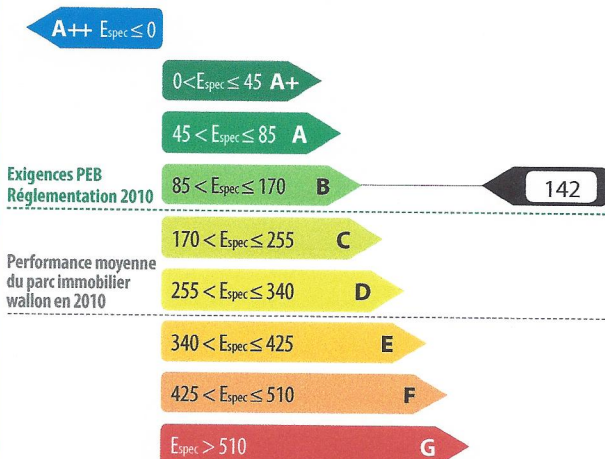 A++ Espec ≤ 0
0<Espec ≤ 45 A+
45 < Espec ≤ 85 A
Exigences PEB
Réglementation 2010
85 < Espec ≤ 170 B
142
170 < Espec ≤ 255 C
Performance moyenne
du parc immobilier
wallon en 2010
255 < Espec ≤ 340 D
340 < Espec ≤ 425 E
425 < Espec ≤ 510 F
Espec > 510 G